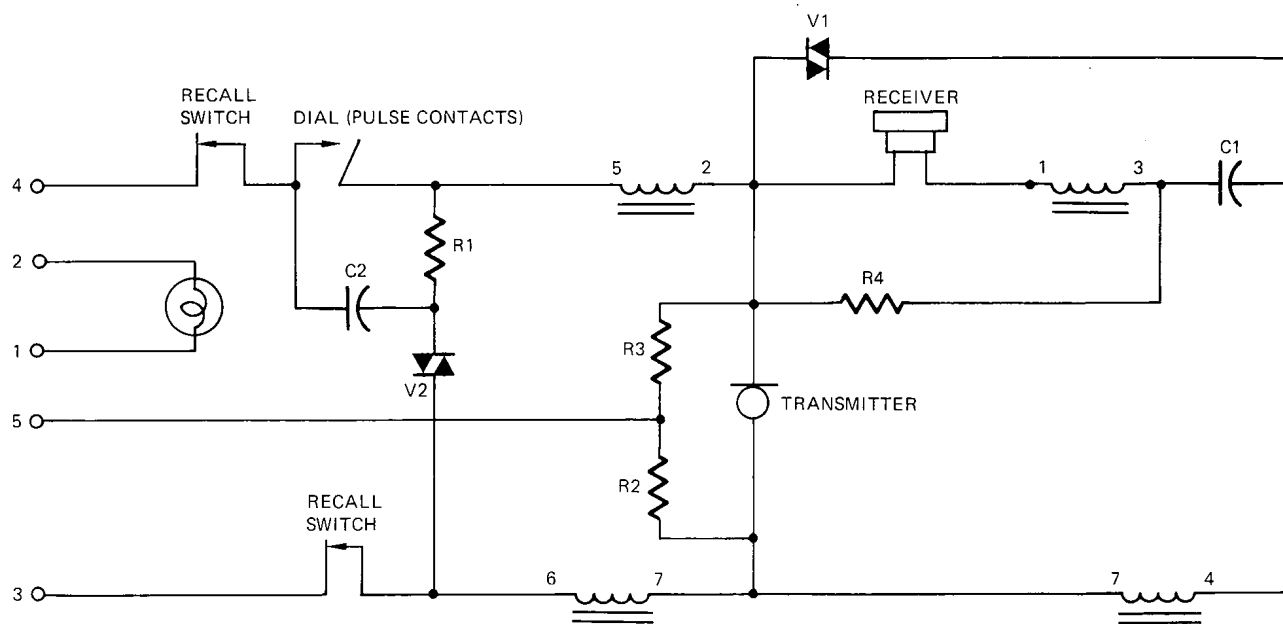 V1
RECALL
SWITCH
DIAL (PULSE CONTACTS)
RECEIVER
C1
4
5
2
1
3
R1
2
C2
R4
1
R3
V2
TRANSMITTER
5
R2
RECALL
SWITCH
3
6
7
7
4